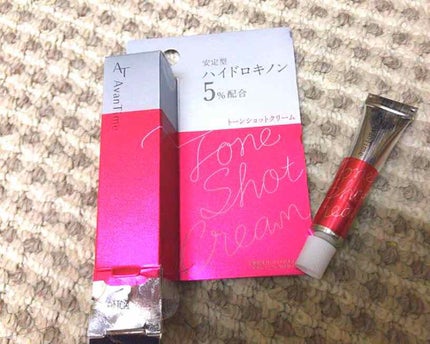 AT
AvanTime
安定型
ハイドロキノン
5%配合
トーンショットクリーム
Tone
Shot
Cream